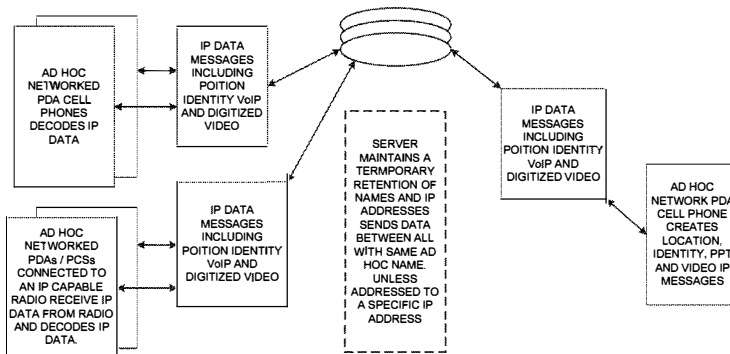 AD HOC
NETWORKED
PDA CELL
PHONES
DECODES IP
DATA
IP DATA
MESSAGES
INCLUDING
POITION
IDENTITY VoIP
AND DIGITIZED
VIDEO
AD HOC
NETWORKED
PDAs / PCs
CONNECTED TO
AN IP CAPABLE
RADIO RECEIVE IP
DATA FROM RADIO
AND DECODES IP
DATA.
IP DATA
MESSAGES
INCLUDING
POITION IDENTITY
VoIP AND
DIGITIZED VIDEO
SERVER
MAINTAINS A
TERMPORARY
RETENTION OF
NAMES AND IP
ADDRESSES
SENDS DATA
BETWEEN ALL
WITH SAME AD
HOC NAME.
UNLESS
ADDRESSED TO
A SPECIFIC IP
ADDRESS
IP DATA
MESSAGES
INCLUDING
POITION IDENTITY
VoIP AND
DIGITIZED VIDEO
AD HOC
NETWORK PDA
CELL PHONE
CREATES
LOCATION,
IDENTITY, PPT
AND VIDEO IP
MESSAGES